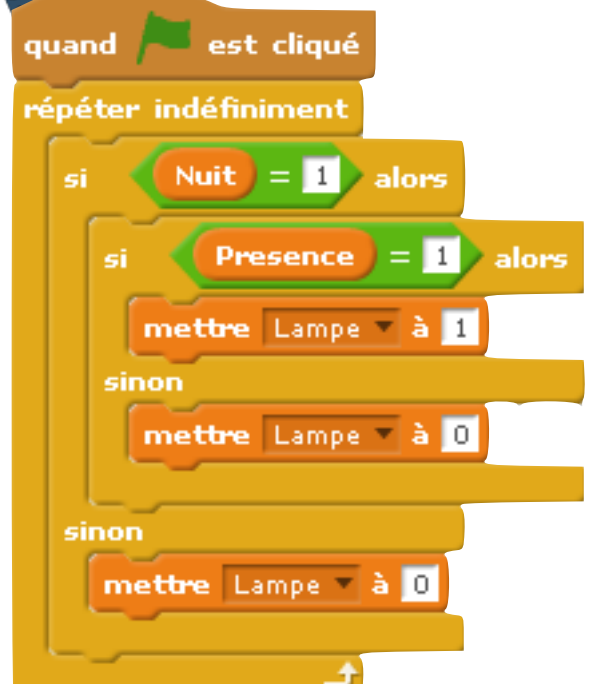 quand est cliqué
répéter indéfiniment
si Nuit = 1 alors
si Presence = 1 alors
mettre Lampe à 1
sinon
mettre Lampe à 0
sinon
mettre Lampe à 0